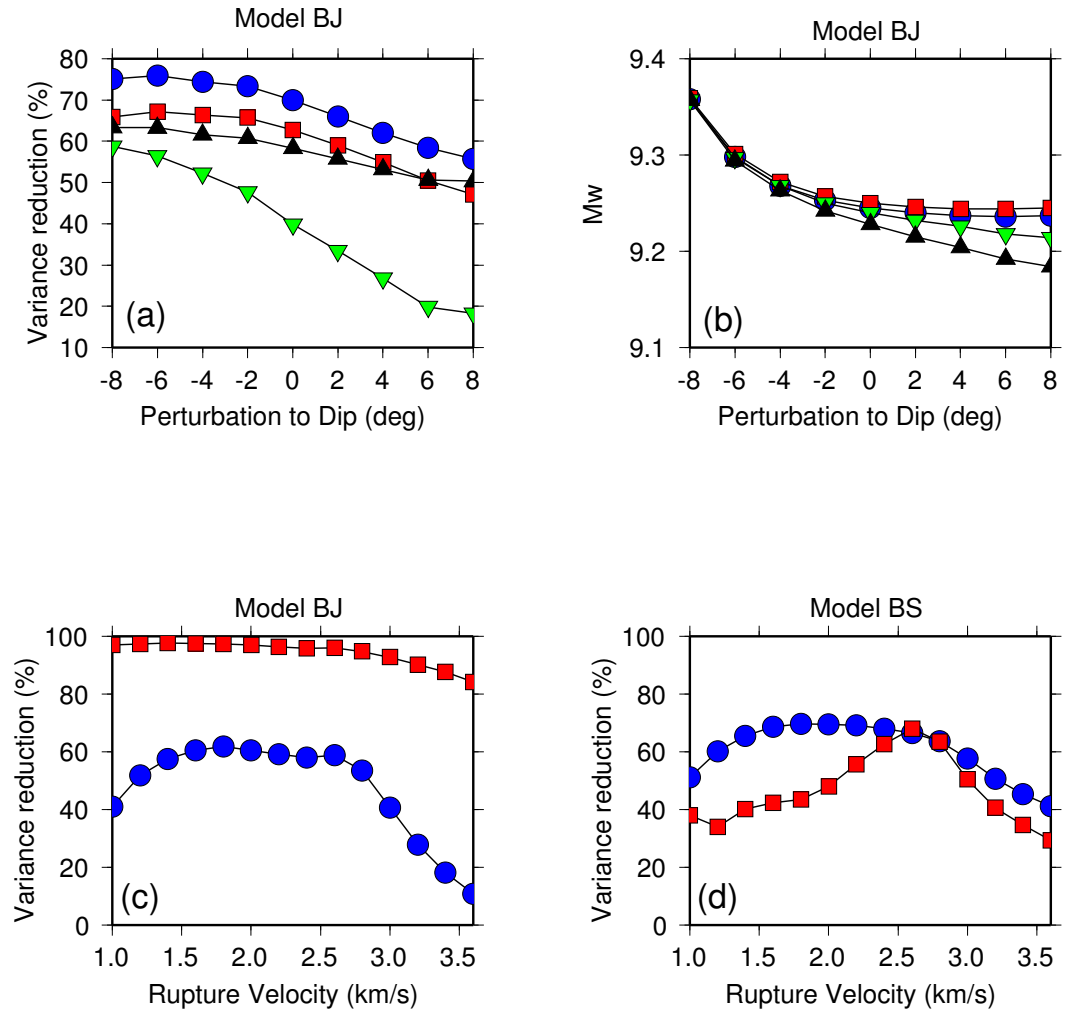 Model BJ
Variance reduction (%)
80
70
60
50
40
30
20
10
(a)
-8 -6 -4 -2 0 2 4 6 8
Perturbation to Dip (deg)
Model BJ
Mw
9.4
9.3
9.2
9.1
(b)
-8 -6 -4 -2 0 2 4 6 8
Perturbation to Dip (deg)
Model BJ
Variance reduction (%)
100
80
60
40
20
0
(c)
1.0 1.5 2.0 2.5 3.0 3.5
Rupture Velocity (km/s)
Model BS
Variance reduction (%)
100
80
60
40
20
0
(d)
1.0 1.5 2.0 2.5 3.0 3.5
Rupture Velocity (km/s)